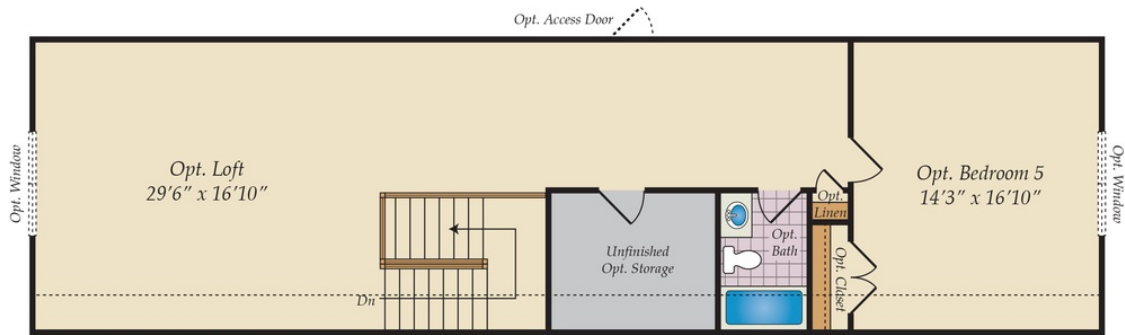 Opt. Access Door
Opt. Window
Opt. Loft
29'6" x 16'10"
Dn
Unfinished
Opt. Storage
Opt.
Bath
Opt.
Linen
Opt. Closet
Opt. Bedroom 5
14'3" x 16'10"
Opt. Window